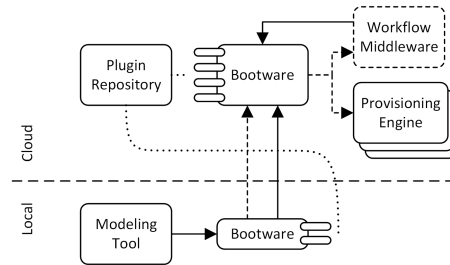 Workflow
Middleware
Plugin
Repository
Bootware
Provisioning
Engine
Cloud
Local
Modeling
Tool
Bootware